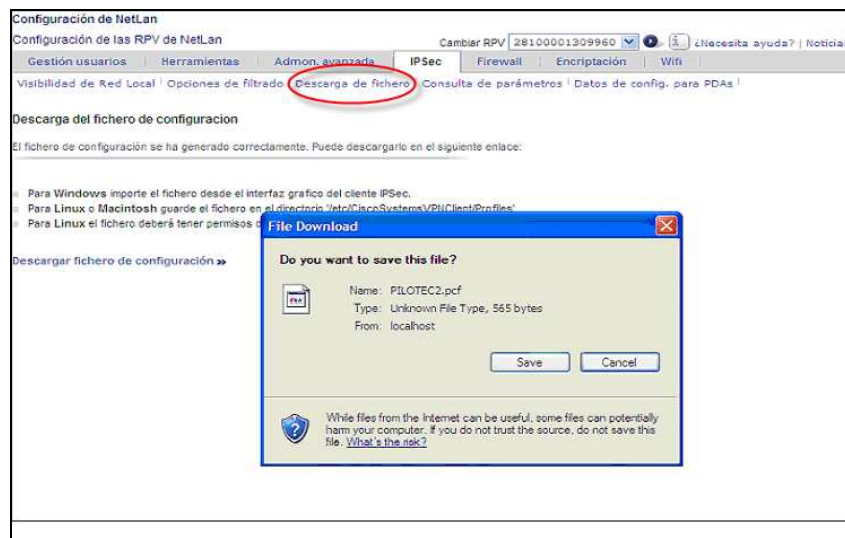 Configuración de NetLan
Configuración de las RPV de NetLan
Cambiar RPV 28100001309960 ¿Necesita ayuda? | Noticias
Gestión usuarios | Herramientas | Admon. avanzada | IPSec | Firewall | Encriptación | Wifi |
Visibilidad de Red Local | Opciones de filtrado | Descarga de fichero | Consulta de parámetros | Datos de config. para PDAs |
Descarga del fichero de configuracion
El fichero de configuración se ha generado correctamente. Puede descargarlo en el siguiente enlace:
Para Windows importe el fichero desde el interfaz grafico del cliente IPSec.
Para Linux o Macintosh guarde el fichero en el directorio '/etc/CiscoSystemsVPNClient/Profiles'
Para Linux el fichero deberá tener permisos
Descargar fichero de configuración »
File Download
Do you want to save this file?
Name: PILOTEC2.pcf
Type: Unknown File Type, 565 bytes
From: localhost
Save Cancel
While files from the Internet can be useful, some files can potentially
harm your computer. If you do not trust the source, do not save this
file. What's the risk?